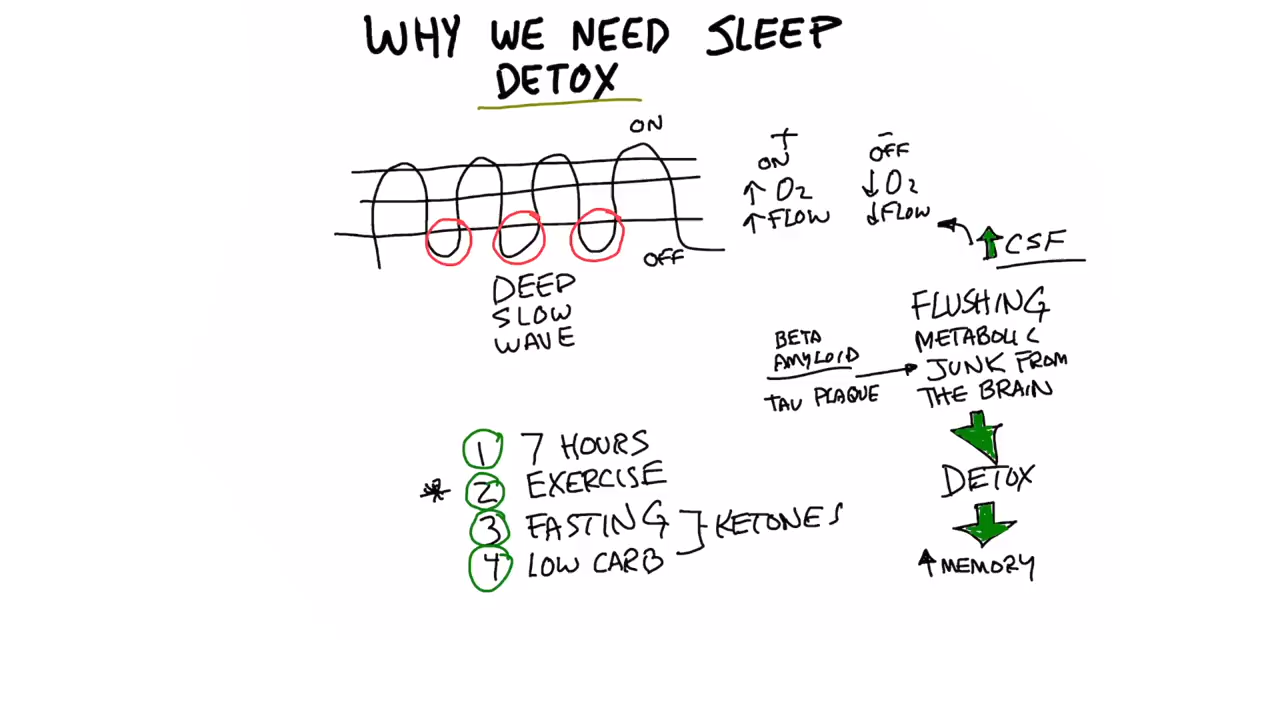 WHY WE NEED SLEEP
DETOX
ON
OFF
DEEP
SLOW
WAVE
+
ON
↑ O2
↑ FLOW
-
OFF
↓ O2
↓ FLOW
↑ CSF
FLUSHING
METABOLIC
JUNK FROM
THE BRAIN
BETA
AMYLOID
TAU PLAQUE
DETOX
↑ MEMORY
1 7 HOURS
* 2 EXERCISE
3 FASTING
4 LOW CARB
KETONES